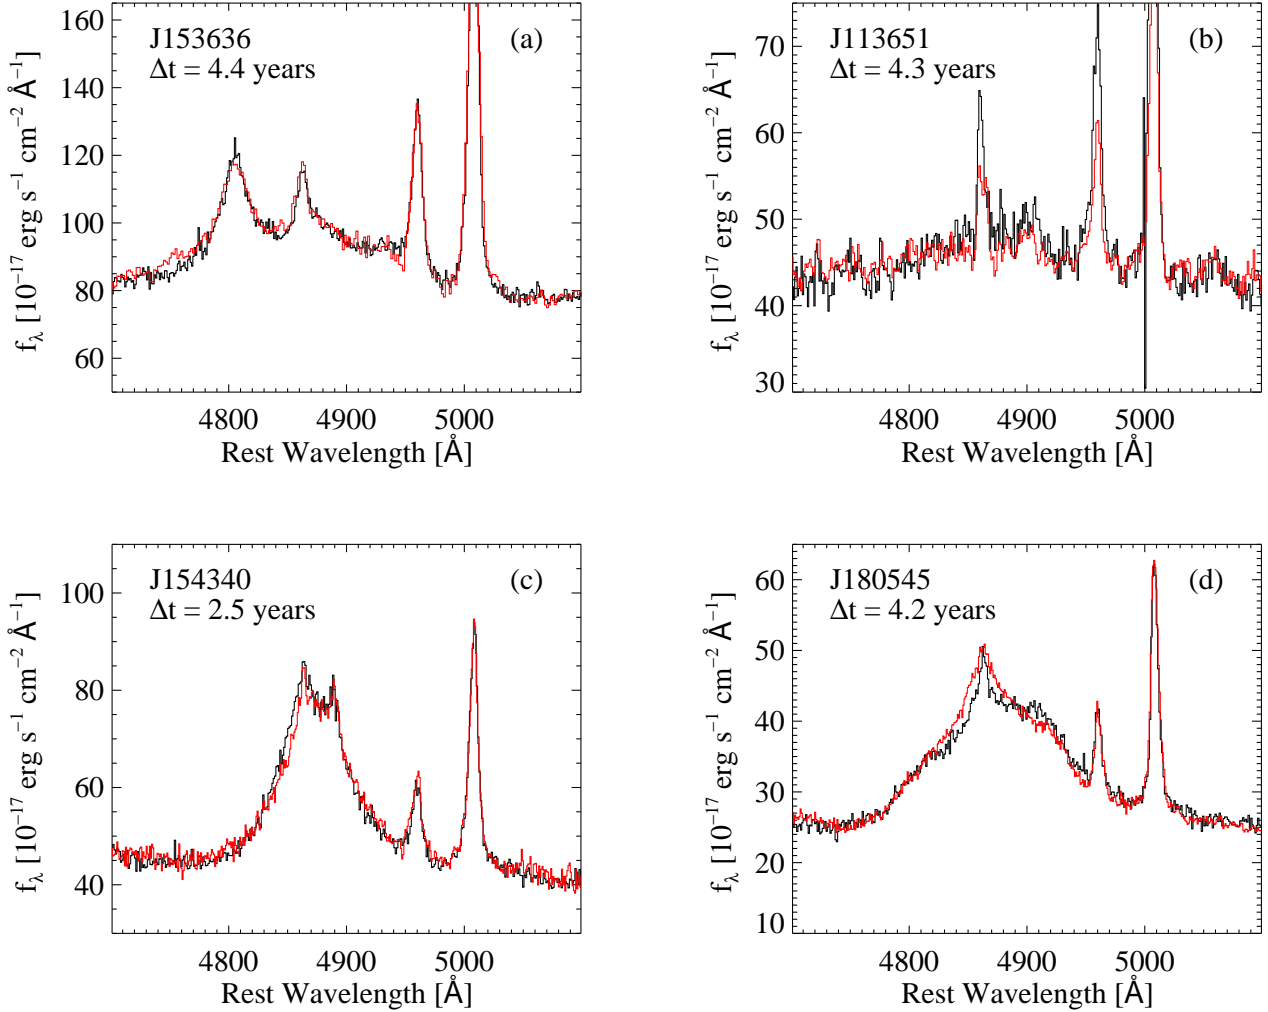 J153636 (a)
Δt = 4.4 years
160
140
120
100
80
60
f_λ [10⁻¹⁷ erg s⁻¹ cm⁻² Å⁻¹]
4800 4900 5000
Rest Wavelength [Å]
J113651 (b)
Δt = 4.3 years
70
60
50
40
30
f_λ [10⁻¹⁷ erg s⁻¹ cm⁻² Å⁻¹]
4800 4900 5000
Rest Wavelength [Å]
J154340 (c)
Δt = 2.5 years
100
80
60
40
f_λ [10⁻¹⁷ erg s⁻¹ cm⁻² Å⁻¹]
4800 4900 5000
Rest Wavelength [Å]
J180545 (d)
Δt = 4.2 years
60
50
40
30
20
10
f_λ [10⁻¹⁷ erg s⁻¹ cm⁻² Å⁻¹]
4800 4900 5000
Rest Wavelength [Å]